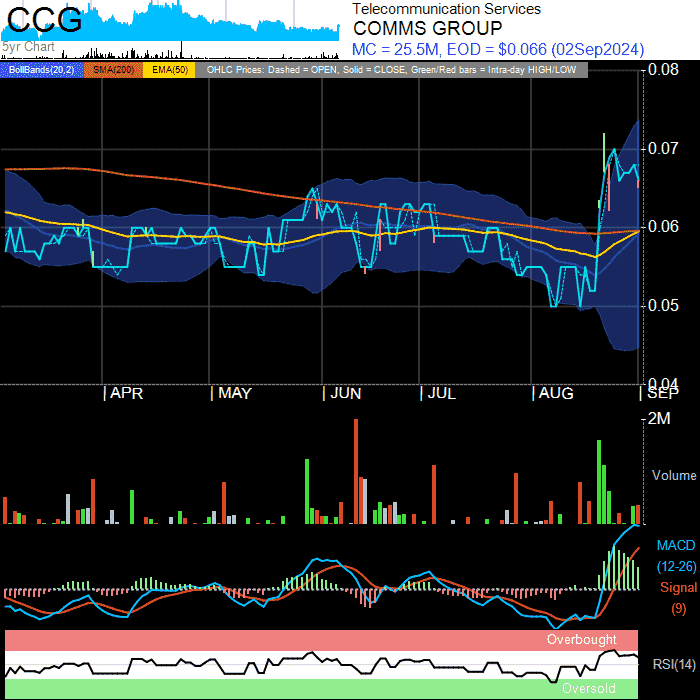 CCG
5yr Chart
Telecommunication Services
COMMS GROUP
MC = 25.5M, EOD = $0.066 (02Sep2024)
BollBands(20,2) SMA(200) EMA(50) OHLC Prices: Dashed = OPEN, Solid = CLOSE, Green/Red bars = Intra-day HIGH/LOW
0.08
0.07
0.06
0.05
0.04
| APR | MAY | JUN | JUL | AUG | SEP
2M
Volume
MACD
(12-26)
Signal
(9)
Overbought
RSI(14)
Oversold